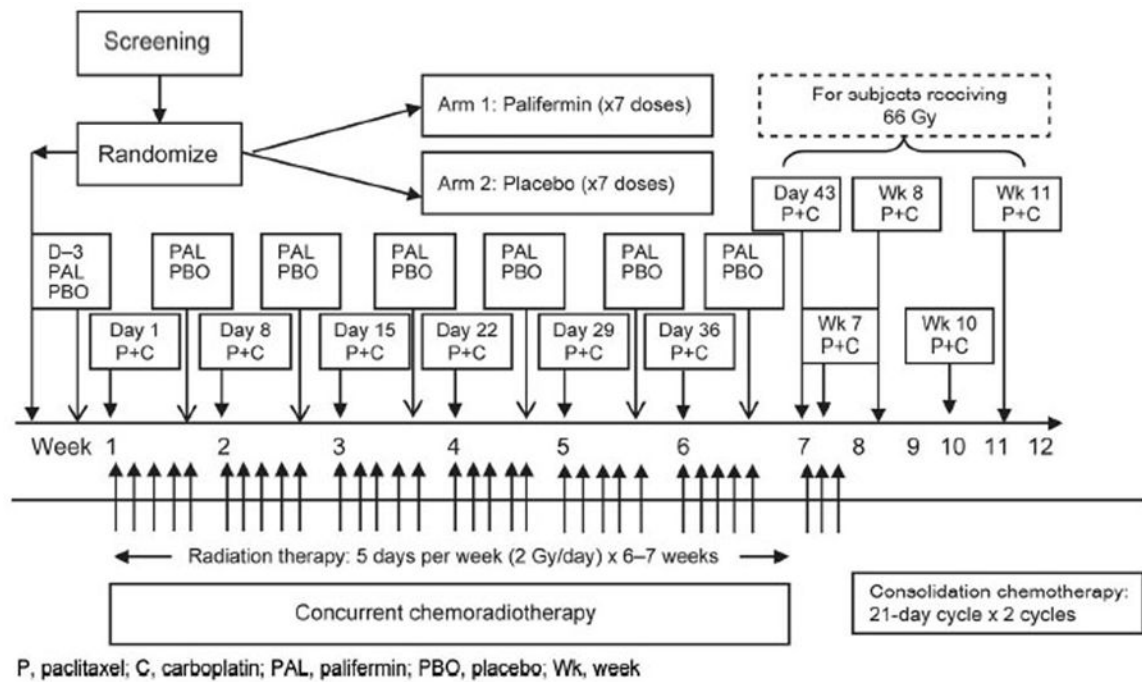 Screening
Randomize
Arm 1: Palifermin (x7 doses)
Arm 2: Placebo (x7 doses)
For subjects receiving
66 Gy
Day 43
P+C
Wk 8
P+C
Wk 11
P+C
D–3
PAL
PBO
PAL
PBO
PAL
PBO
PAL
PBO
PAL
PBO
PAL
PBO
PAL
PBO
Day 1
P+C
Day 8
P+C
Day 15
P+C
Day 22
P+C
Day 29
P+C
Day 36
P+C
Wk 7
P+C
Wk 10
P+C
Week 1 2 3 4 5 6 7 8 9 10 11 12
Radiation therapy: 5 days per week (2 Gy/day) x 6–7 weeks
Concurrent chemoradiotherapy
Consolidation chemotherapy:
21-day cycle x 2 cycles
P, paclitaxel; C, carboplatin; PAL, palifermin; PBO, placebo; Wk, week